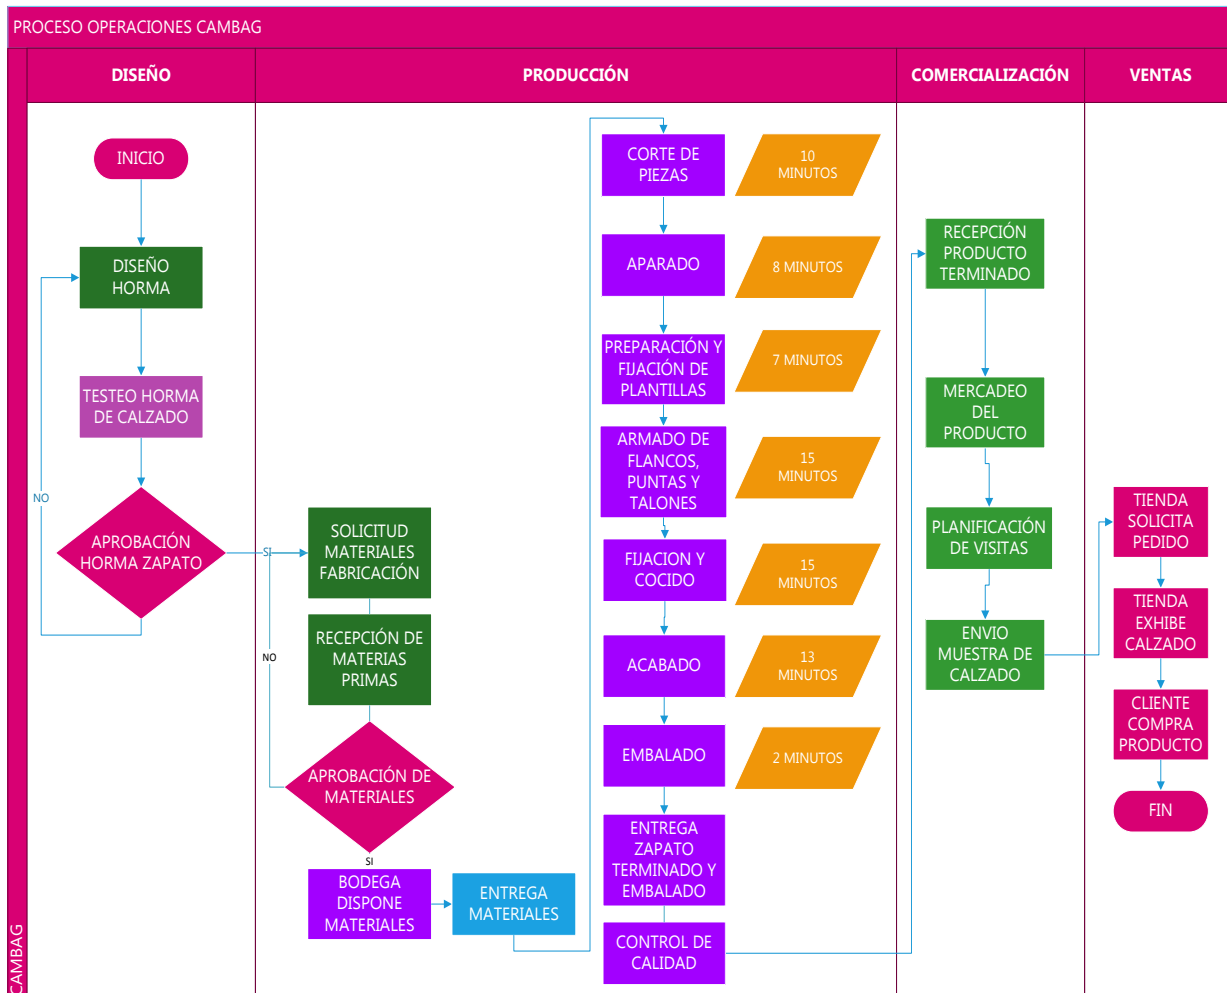 PROCESO OPERACIONES CAMBAG
DISEÑO
PRODUCCIÓN
COMERCIALIZACIÓN
VENTAS
CAMBAG
INICIO
DISEÑO
HORMA
TESTEO HORMA
DE CALZADO
APROBACIÓN
HORMA ZAPATO
NO
SI
SOLICITUD
MATERIALES
FABRICACIÓN
RECEPCIÓN DE
MATERIAS
PRIMAS
NO
APROBACIÓN DE
MATERIALES
SI
BODEGA
DISPONE
MATERIALES
ENTREGA
MATERIALES
CORTE DE
PIEZAS
10
MINUTOS
APARADO
8 MINUTOS
PREPARACIÓN Y
FIJACIÓN DE
PLANTILLAS
7 MINUTOS
ARMADO DE
FLANCOS,
PUNTAS Y
TALONES
15
MINUTOS
FIJACION Y
COCIDO
15
MINUTOS
ACABADO
13
MINUTOS
EMBALADO
2 MINUTOS
ENTREGA
ZAPATO
TERMINADO Y
EMBALADO
CONTROL DE
CALIDAD
RECEPCIÓN
PRODUCTO
TERMINADO
MERCADEO
DEL
PRODUCTO
PLANIFICACIÓN
DE VISITAS
ENVIO
MUESTRA DE
CALZADO
TIENDA
SOLICITA
PEDIDO
TIENDA
EXHIBE
CALZADO
CLIENTE
COMPRA
PRODUCTO
FIN